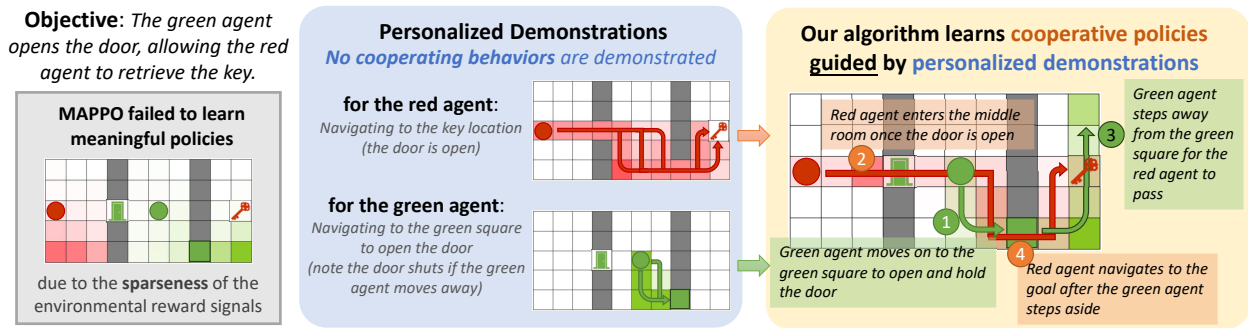 Objective: The green agent
opens the door, allowing the red
agent to retrieve the key.
MAPPO failed to learn
meaningful policies
due to the sparseness of the
environmental reward signals
Personalized Demonstrations
No cooperating behaviors are demonstrated
for the red agent:
Navigating to the key location
(the door is open)
for the green agent:
Navigating to the green square
to open the door
(note the door shuts if the green
agent moves away)
Our algorithm learns cooperative policies
guided by personalized demonstrations
Red agent enters the middle
room once the door is open
2
1
3
4
Green agent
steps away
from the green
square for the
red agent to
pass
Green agent moves on to the
green square to open and hold
the door
Red agent navigates to the
goal after the green agent
steps aside